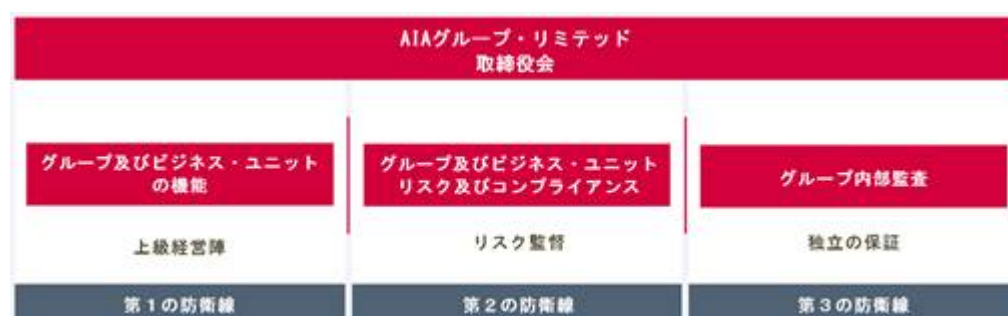 AIAグループ・リミテッド
取締役会
グループ及びビジネス・ユニット
の機能
グループ及びビジネス・ユニット
リスク及びコンプライアンス
グループ内部監査
上級経営陣
リスク監督
独立の保証
第１の防衛線
第２の防衛線
第３の防衛線